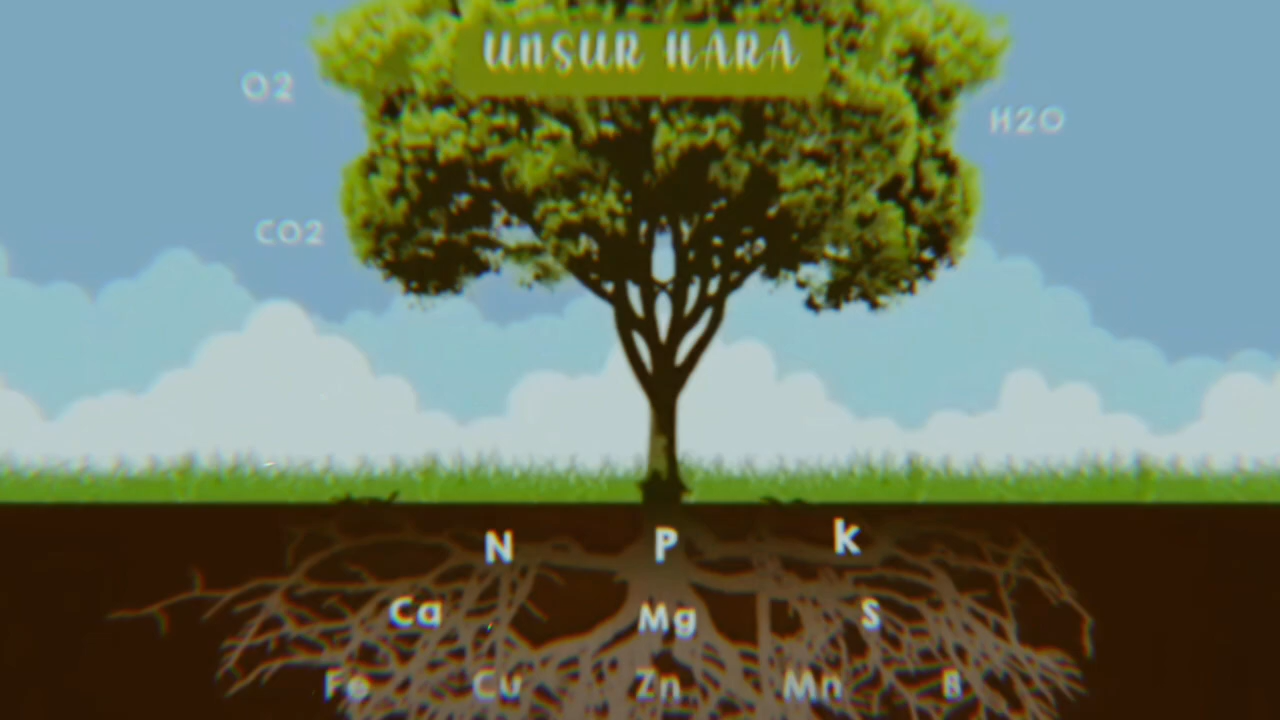 UNSUR HARA
O2
H2O
CO2
N P k
Ca Mg S
Fe Cu Zn Mn B